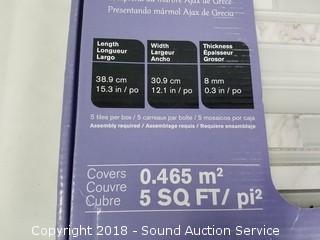 Presentando mármol Ajax de Grecia
Length
Longueur
Largo
38.9 cm
15.3 in / po
Width
Largeur
Ancho
30.9 cm
12.1 in / po
Thickness
Épaisseur
Grosor
8 mm
0.3 in / po
5 tiles per box / 5 carreaux par boîte / 5 mosaicos por caja
Assembly required / Assemblage requis / Requiere ensamblaje
Covers
Couvre
Cubre
0.465 m²
5 SQ FT/ pi²
Copyright 2018 - Sound Auction Service